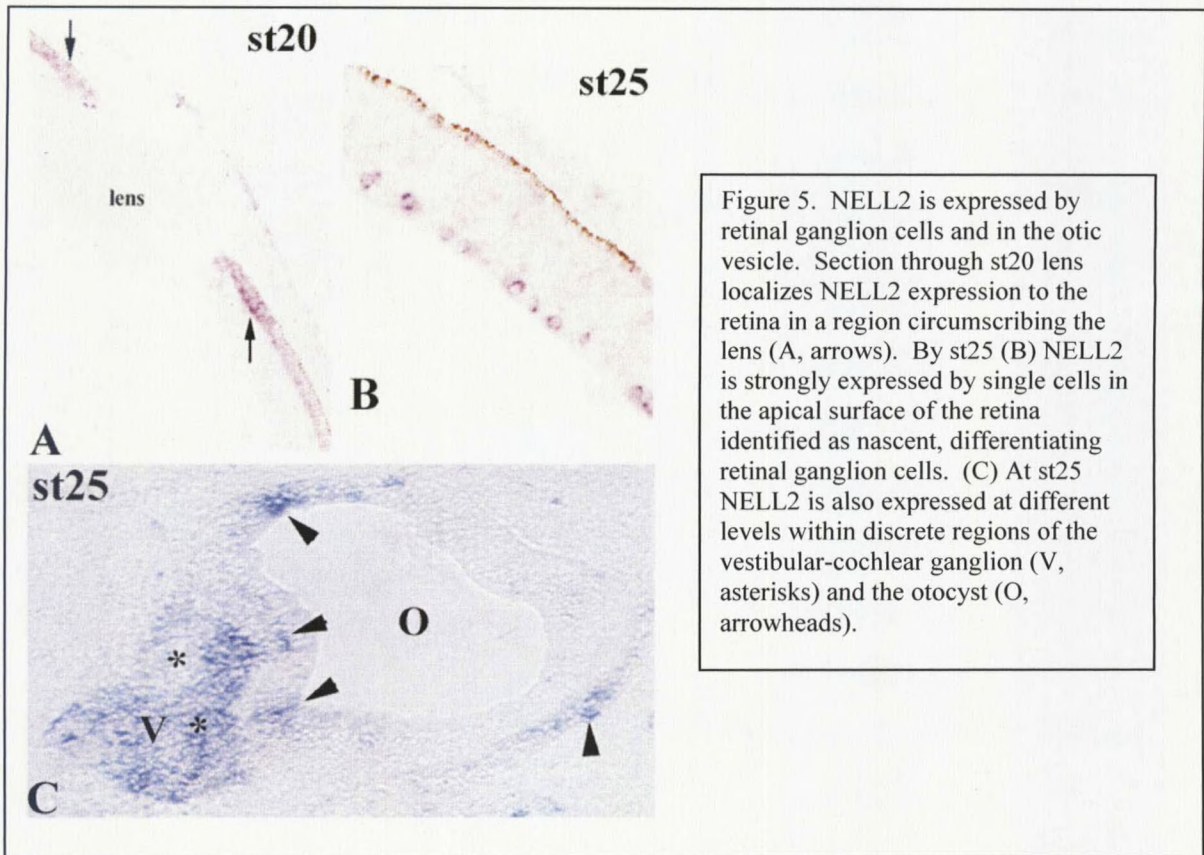 st20
st25
lens
B
A
st25
O
*
V *
C
Figure 5. NELL2 is expressed by
retinal ganglion cells and in the otic
vesicle. Section through st20 lens
localizes NELL2 expression to the
retina in a region circumscribing the
lens (A, arrows). By st25 (B) NELL2
is strongly expressed by single cells in
the apical surface of the retina
identified as nascent, differentiating
retinal ganglion cells. (C) At st25
NELL2 is also expressed at different
levels within discrete regions of the
vestibular-cochlear ganglion (V,
asterisks) and the otocyst (O,
arrowheads).